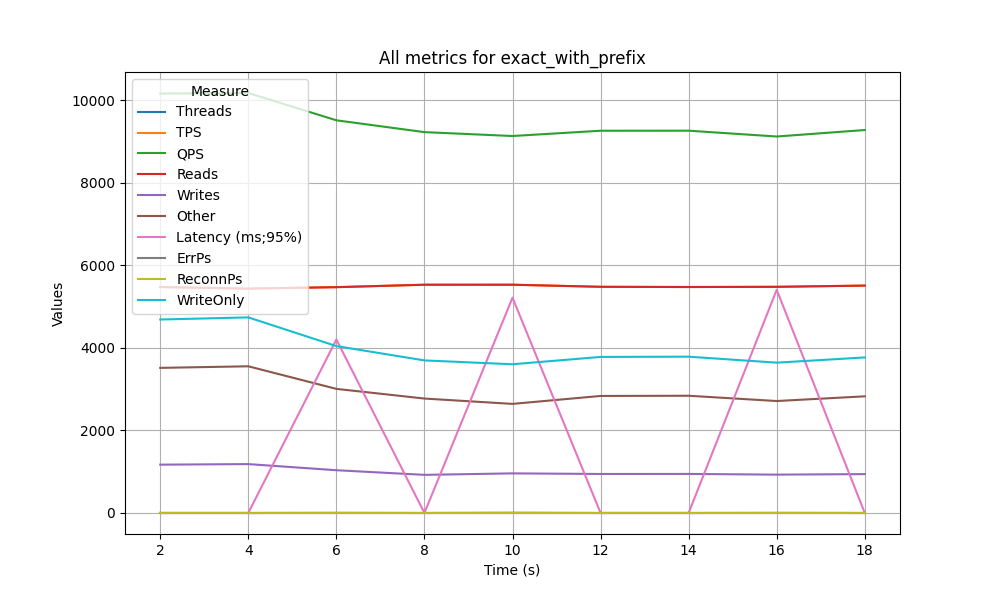 All metrics for exact_with_prefix
Values
10000
8000
6000
4000
2000
0
Measure
Threads
TPS
QPS
Reads
Writes
Other
Latency (ms;95%)
ErrPs
ReconnPs
WriteOnly
2 4 6 8 10 12 14 16 18
Time (s)